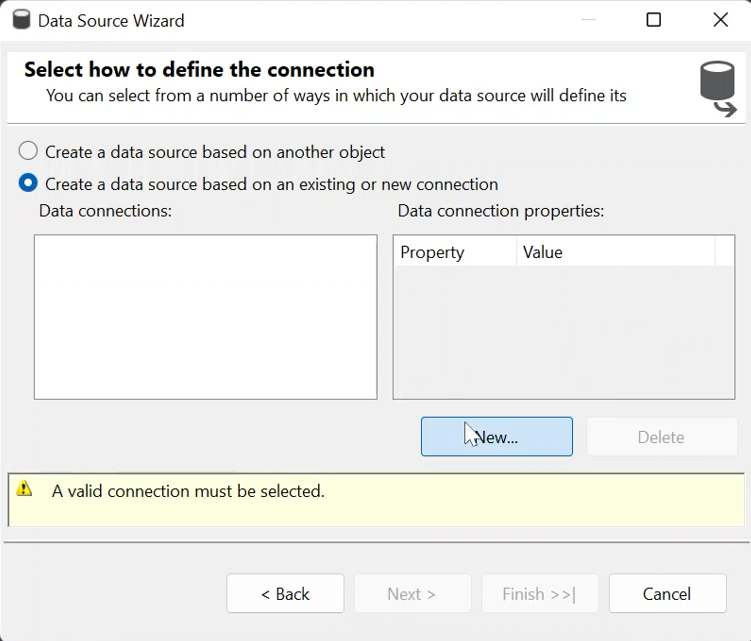 Data Source Wizard
Select how to define the connection
You can select from a number of ways in which your data source will define its
Create a data source based on another object
Create a data source based on an existing or new connection
Data connections:
Data connection properties:
Property Value
New...
Delete
A valid connection must be selected.
< Back
Next >
Finish >>|
Cancel